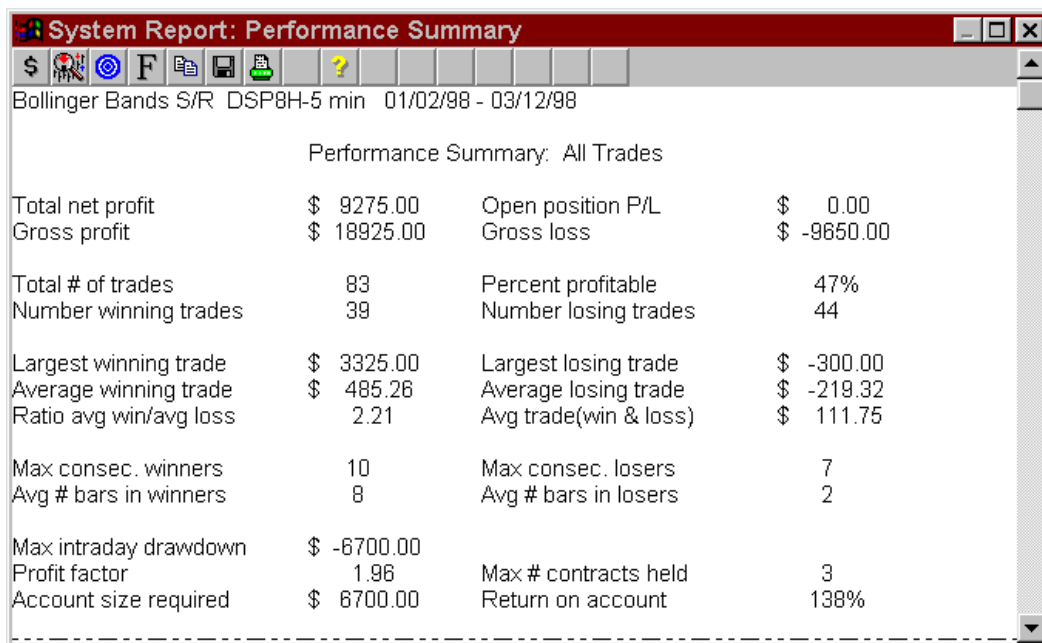 System Report: Performance Summary
$ F ?
Bollinger Bands S/R DSP8H-5 min 01/02/98 - 03/12/98
Performance Summary: All Trades
Total net profit $ 9275.00 Open position P/L $ 0.00
Gross profit $ 18925.00 Gross loss $ -9650.00
Total # of trades 83 Percent profitable 47%
Number winning trades 39 Number losing trades 44
Largest winning trade $ 3325.00 Largest losing trade $ -300.00
Average winning trade $ 485.26 Average losing trade $ -219.32
Ratio avg win/avg loss 2.21 Avg trade(win & loss) $ 111.75
Max consec. winners 10 Max consec. losers 7
Avg # bars in winners 8 Avg # bars in losers 2
Max intraday drawdown $ -6700.00
Profit factor 1.96 Max # contracts held 3
Account size required $ 6700.00 Return on account 138%